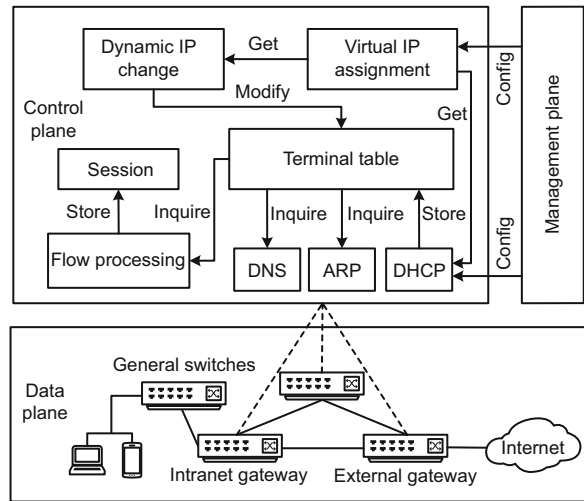 Dynamic IP
change
Get
Virtual IP
assignment
Config
Management plane
Control
plane
Modify
Get
Session
Terminal table
Store
Inquire
Inquire
Inquire
Store
Config
Flow processing
DNS
ARP
DHCP
General switches
Data
plane
Internet
Intranet gateway
External gateway